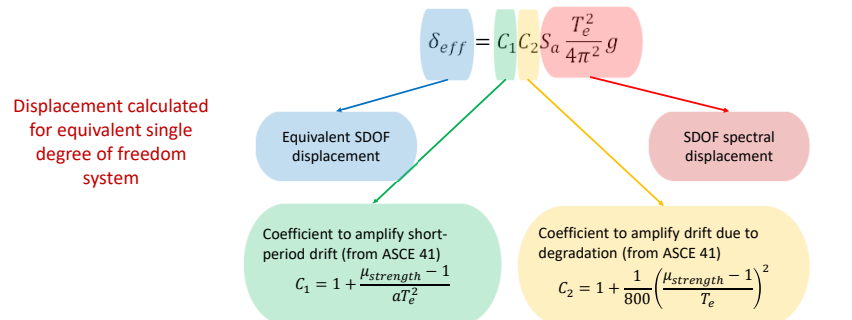 δ_eff = C_1 C_2 S_a T_e^2 / 4π^2 g
Displacement calculated
for equivalent single
degree of freedom
system
Equivalent SDOF
displacement
SDOF spectral
displacement
Coefficient to amplify short-
period drift (from ASCE 41)
C_1 = 1 + (μ_strength − 1) / (aT_e^2)
Coefficient to amplify drift due to
degradation (from ASCE 41)
C_2 = 1 + 1/800 ((μ_strength − 1) / T_e)^2